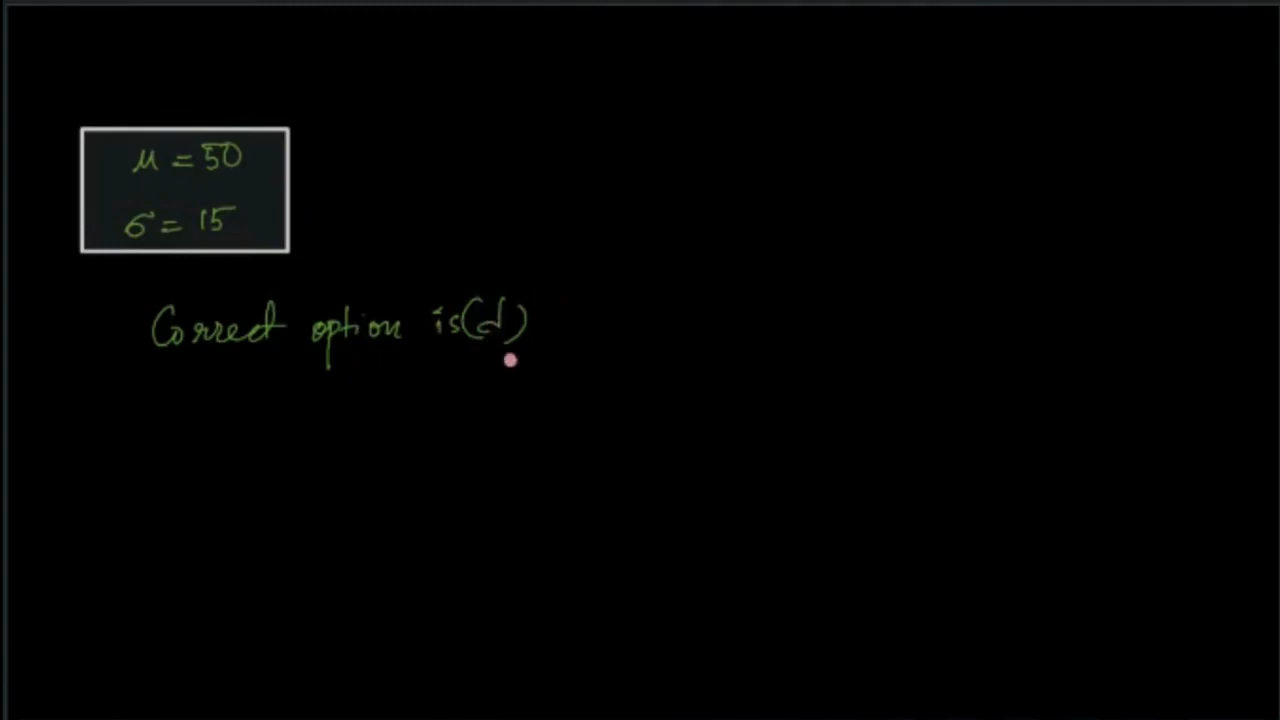 μ = 50
σ = 15
Correct option is (d)